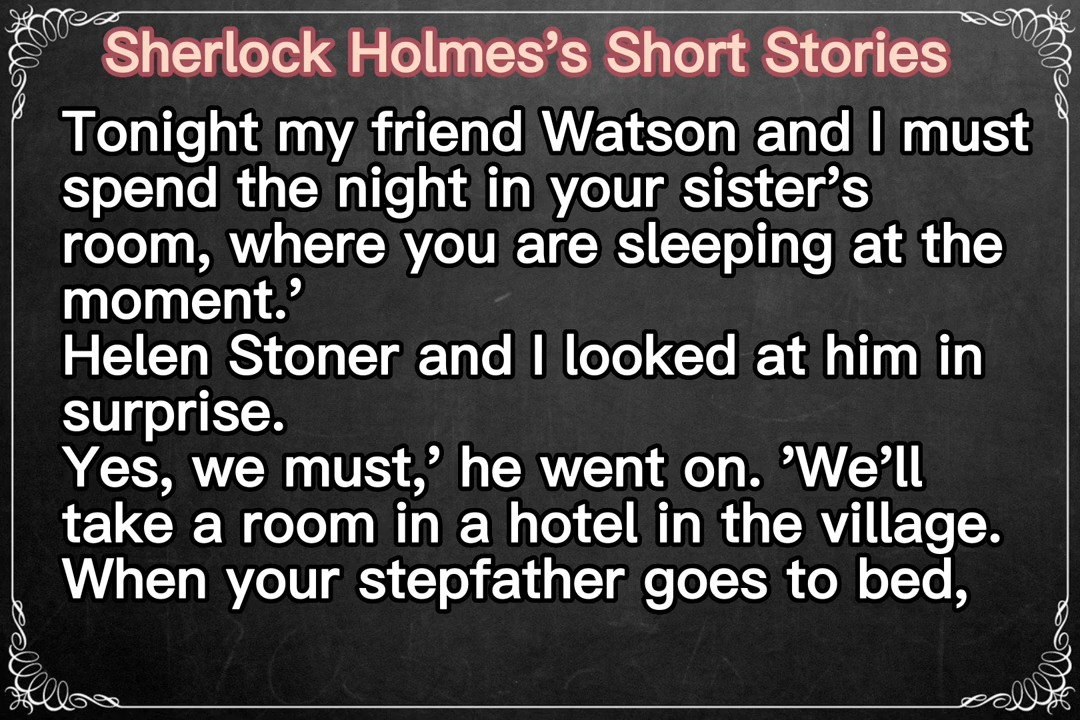 Sherlock Holmes’s Short Stories
Tonight my friend Watson and I must
spend the night in your sister’s
room, where you are sleeping at the
moment.’
Helen Stoner and I looked at him in
surprise.
Yes, we must,’ he went on. ’We’ll
take a room in a hotel in the village.
When your stepfather goes to bed,